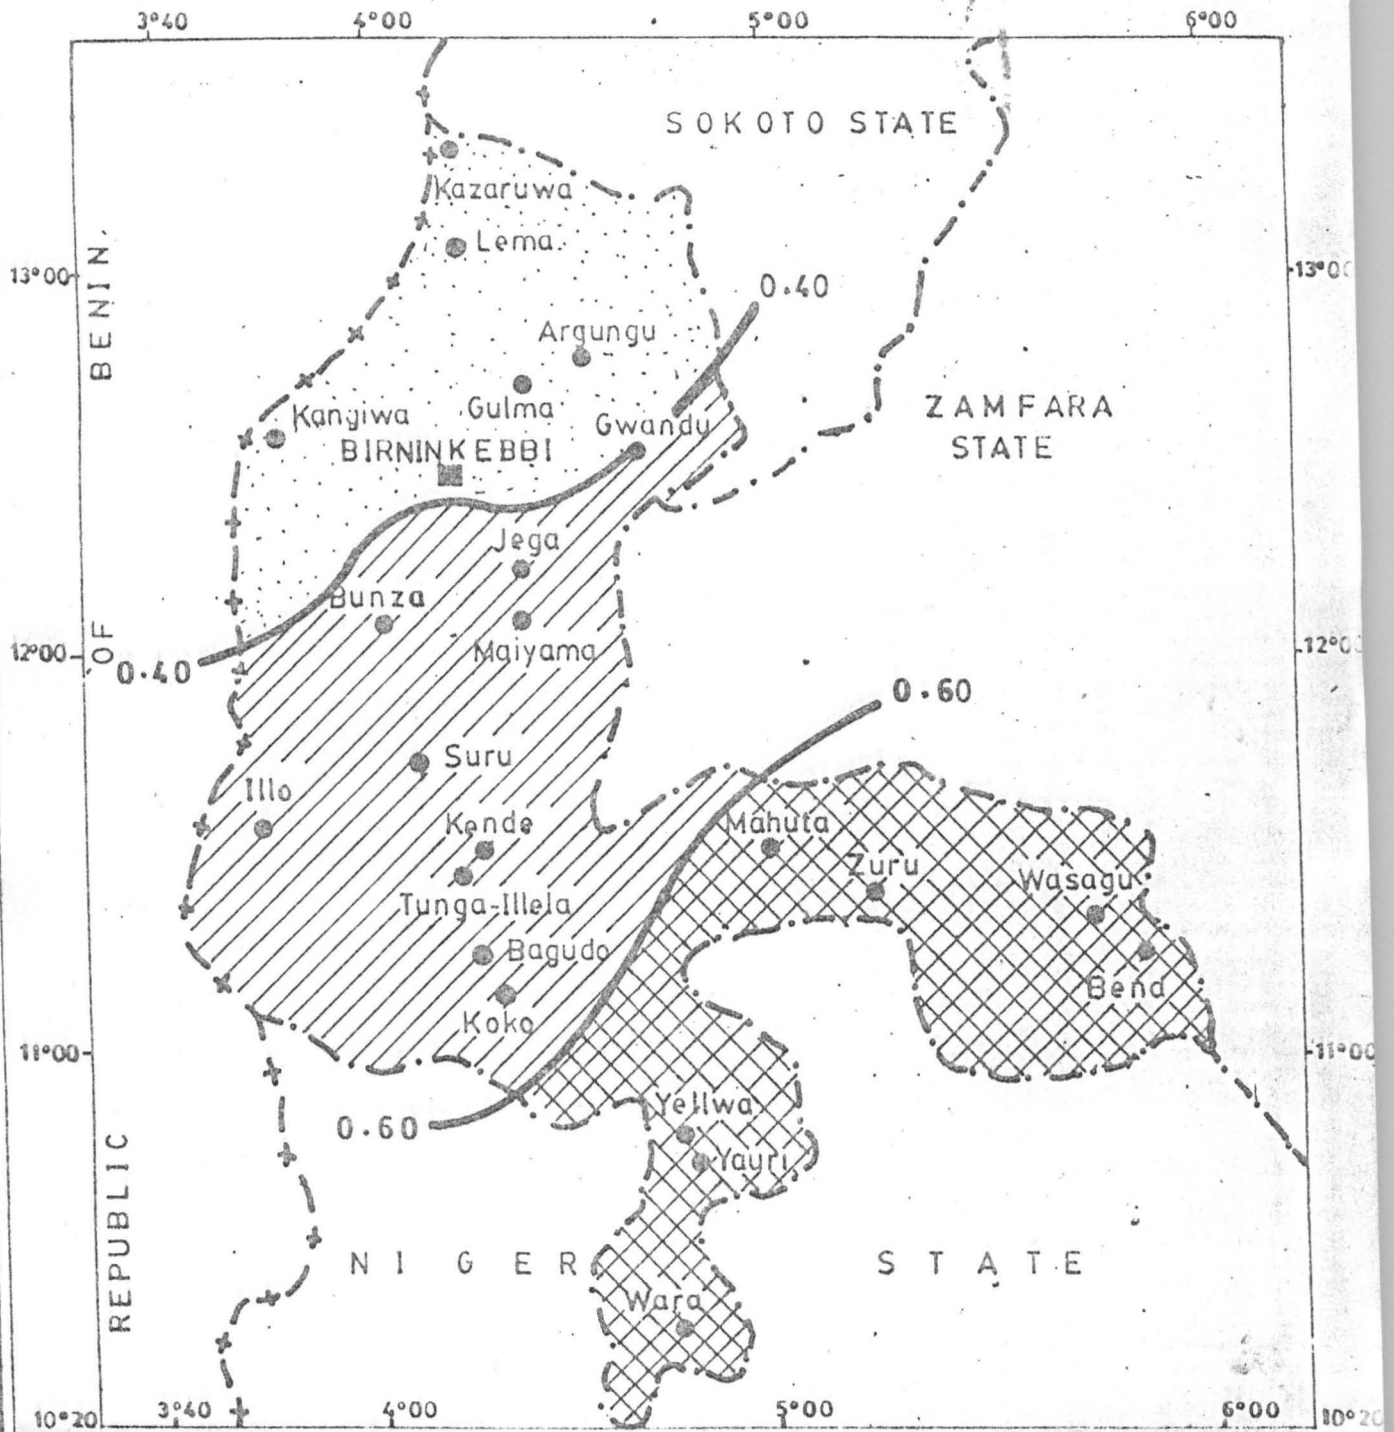 3°40 4°00 5°00 6°00
SOKOTO STATE
Kazaruwa
Lema
BENIN.
13°00 13°00
0.40
Argungu
Kangiwa Gulma
ZAMFARA
STATE
Gwandu
BIRNINKEBBI
Jega
Bunza
OF
Maiyama
12°00 12°00
0.40
0.60
Suru
Illo
Kende
Mahuta
Zuru
Wasagu
Tunga-Illela
Bagudo
Bend
Koko
11°00 11°00
Yellwa
0.60
Yauri
REPUBLIC
NIGER STATE
Wara
10°20 3°40 4°00 5°00 6°00 10°20